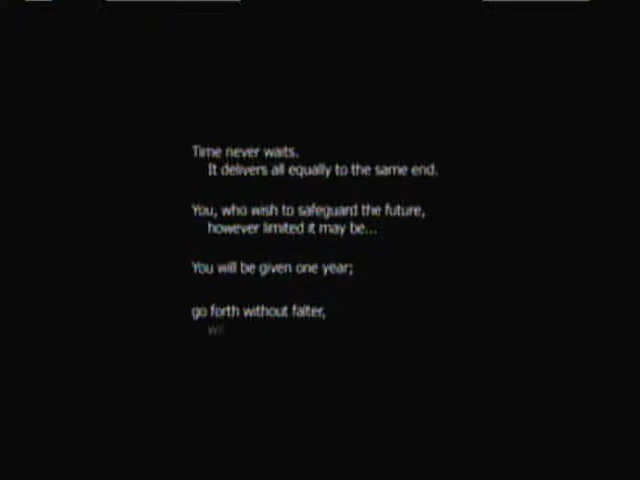 Time never waits.
It delivers all equally to the same end.
You, who wish to safeguard the future,
however limited it may be...
You will be given one year;
go forth without falter,